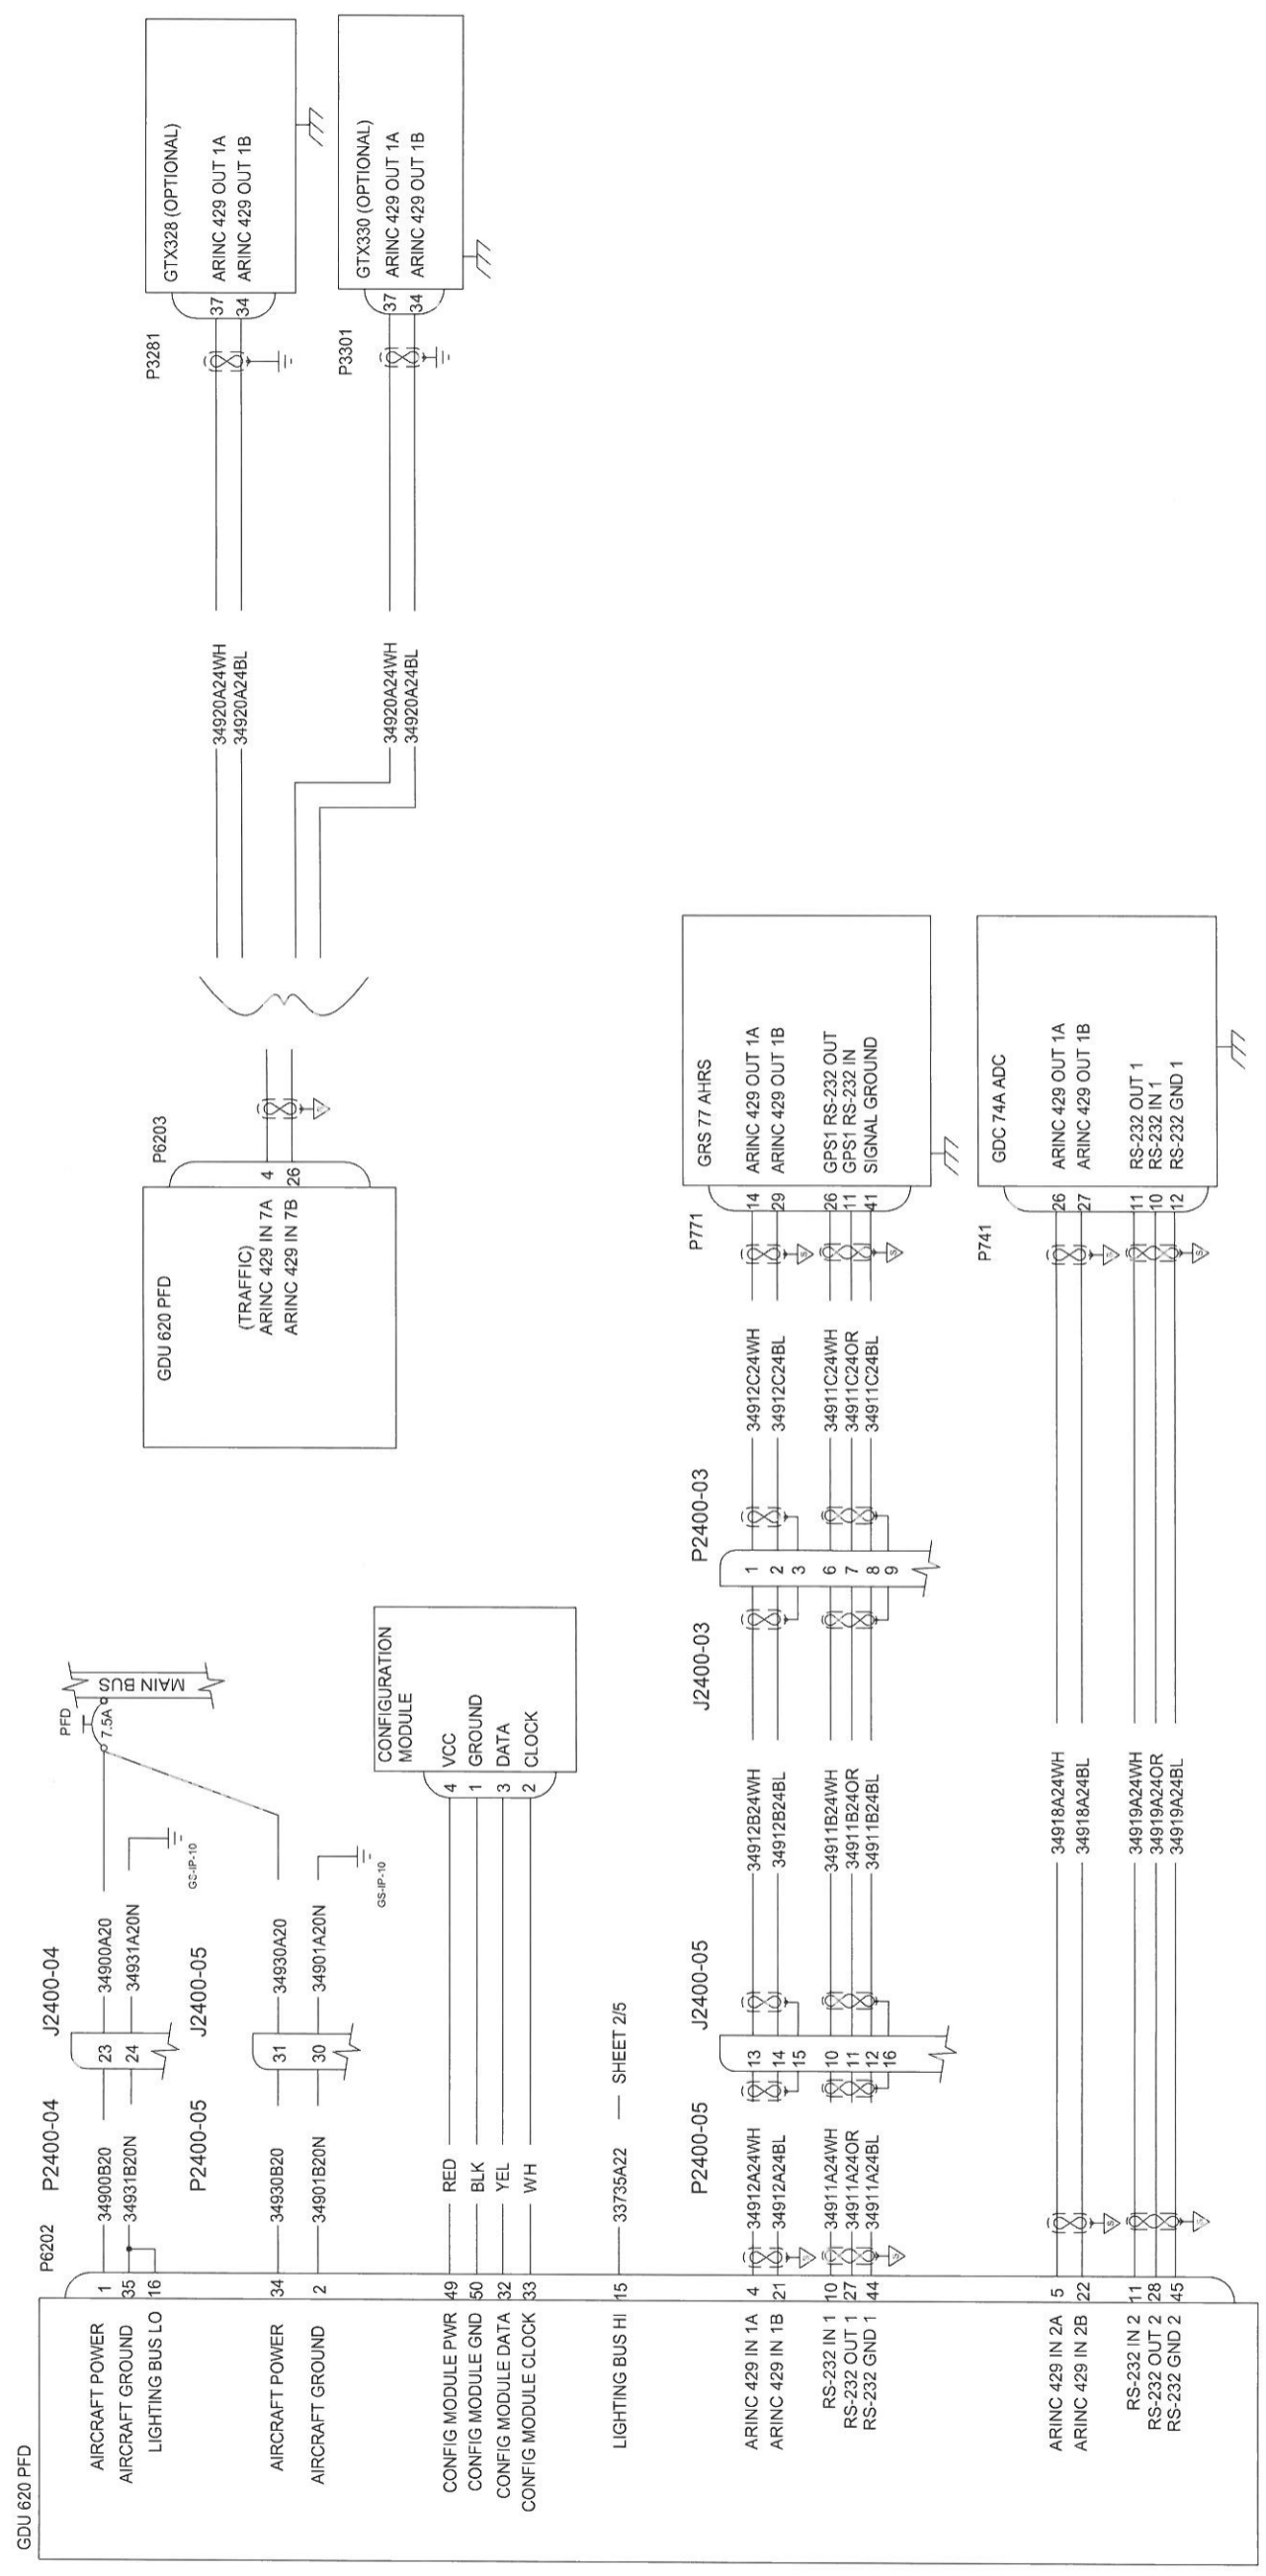 GDU 620 PFD
P6202
AIRCRAFT POWER
1
34900B20
P2400-04
23
J2400-04
34900A20
PFD
7.5A
MAIN BUS
AIRCRAFT GROUND
35
34931B20N
24
34931A20N
GS-IP-10
LIGHTING BUS LO
16
AIRCRAFT POWER
34
34930B20
P2400-05
31
J2400-05
34930A20
AIRCRAFT GROUND
2
34901B20N
30
34901A20N
GS-IP-10
CONFIGURATION
MODULE
CONFIG MODULE PWR
49
RED
4
VCC
CONFIG MODULE GND
50
BLK
1
GROUND
CONFIG MODULE DATA
32
YEL
3
DATA
CONFIG MODULE CLOCK
33
WH
2
CLOCK
LIGHTING BUS HI
15
33735A22
SHEET 2/5
P2400-05
J2400-05
J2400-03
P2400-03
P771
GRS 77 AHRS
ARINC 429 IN 1A
4
34912A24WH
13
34912B24WH
1
34912C24WH
14
ARINC 429 OUT 1A
ARINC 429 IN 1B
21
34912A24BL
14
34912B24BL
2
34912C24BL
29
ARINC 429 OUT 1B
S
15
3
S
RS-232 IN 1
10
34911A24WH
10
34911B24WH
6
34911C24WH
26
GPS1 RS-232 OUT
RS-232 OUT 1
27
34911A24OR
11
34911B24OR
7
34911C24OR
11
GPS1 RS-232 IN
RS-232 GND 1
44
34911A24BL
12
34911B24BL
8
34911C24BL
41
SIGNAL GROUND
S
16
9
S
P741
GDC 74A ADC
ARINC 429 IN 2A
5
34918A24WH
26
ARINC 429 OUT 1A
ARINC 429 IN 2B
22
34918A24BL
27
ARINC 429 OUT 1B
S
S
RS-232 IN 2
11
34919A24WH
11
RS-232 OUT 1
RS-232 OUT 2
28
34919A24OR
10
RS-232 IN 1
RS-232 GND 2
45
34919A24BL
12
RS-232 GND 1
S
S
GDU 620 PFD
P6203
(TRAFFIC)
ARINC 429 IN 7A
4
ARINC 429 IN 7B
26
S
P3281
GTX328 (OPTIONAL)
34920A24WH
37
ARINC 429 OUT 1A
34920A24BL
34
ARINC 429 OUT 1B
P3301
GTX330 (OPTIONAL)
34920A24WH
37
ARINC 429 OUT 1A
34920A24BL
34
ARINC 429 OUT 1B